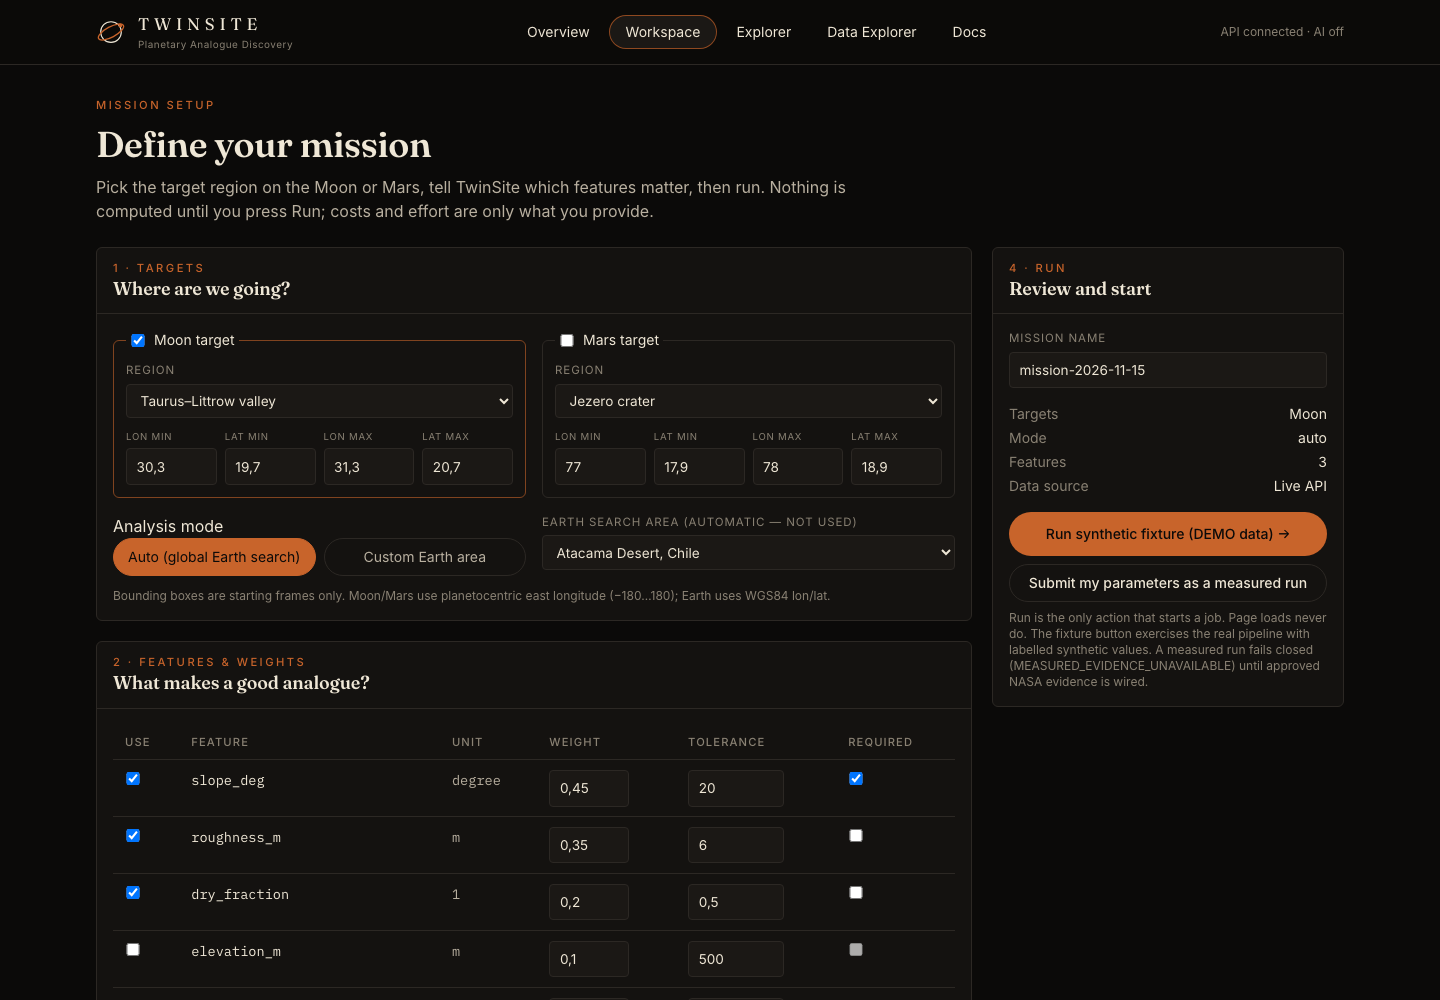 TWINSITE
Planetary Analogue Discovery
Overview
Workspace
Explorer
Data Explorer
Docs
API connected · AI off
MISSION SETUP
Define your mission
Pick the target region on the Moon or Mars, tell TwinSite which features matter, then run. Nothing is
computed until you press Run; costs and effort are only what you provide.
1 · TARGETS
Where are we going?
Moon target
REGION
Taurus–Littrow valley
LON MIN LAT MIN LON MAX LAT MAX
30,3 19,7 31,3 20,7
Mars target
REGION
Jezero crater
LON MIN LAT MIN LON MAX LAT MAX
77 17,9 78 18,9
Analysis mode
Auto (global Earth search)
Custom Earth area
EARTH SEARCH AREA (AUTOMATIC — NOT USED)
Atacama Desert, Chile
Bounding boxes are starting frames only. Moon/Mars use planetocentric east longitude (−180…180); Earth uses WGS84 lon/lat.
2 · FEATURES & WEIGHTS
What makes a good analogue?
USE FEATURE UNIT WEIGHT TOLERANCE REQUIRED
slope_deg degree 0,45 20
roughness_m m 0,35 6
dry_fraction 1 0,2 0,5
elevation_m m 0,1 500
4 · RUN
Review and start
MISSION NAME
mission-2026-11-15
Targets Moon
Mode auto
Features 3
Data source Live API
Run synthetic fixture (DEMO data) →
Submit my parameters as a measured run
Run is the only action that starts a job. Page loads never
do. The fixture button exercises the real pipeline with
labelled synthetic values. A measured run fails closed
(MEASURED_EVIDENCE_UNAVAILABLE) until approved
NASA evidence is wired.